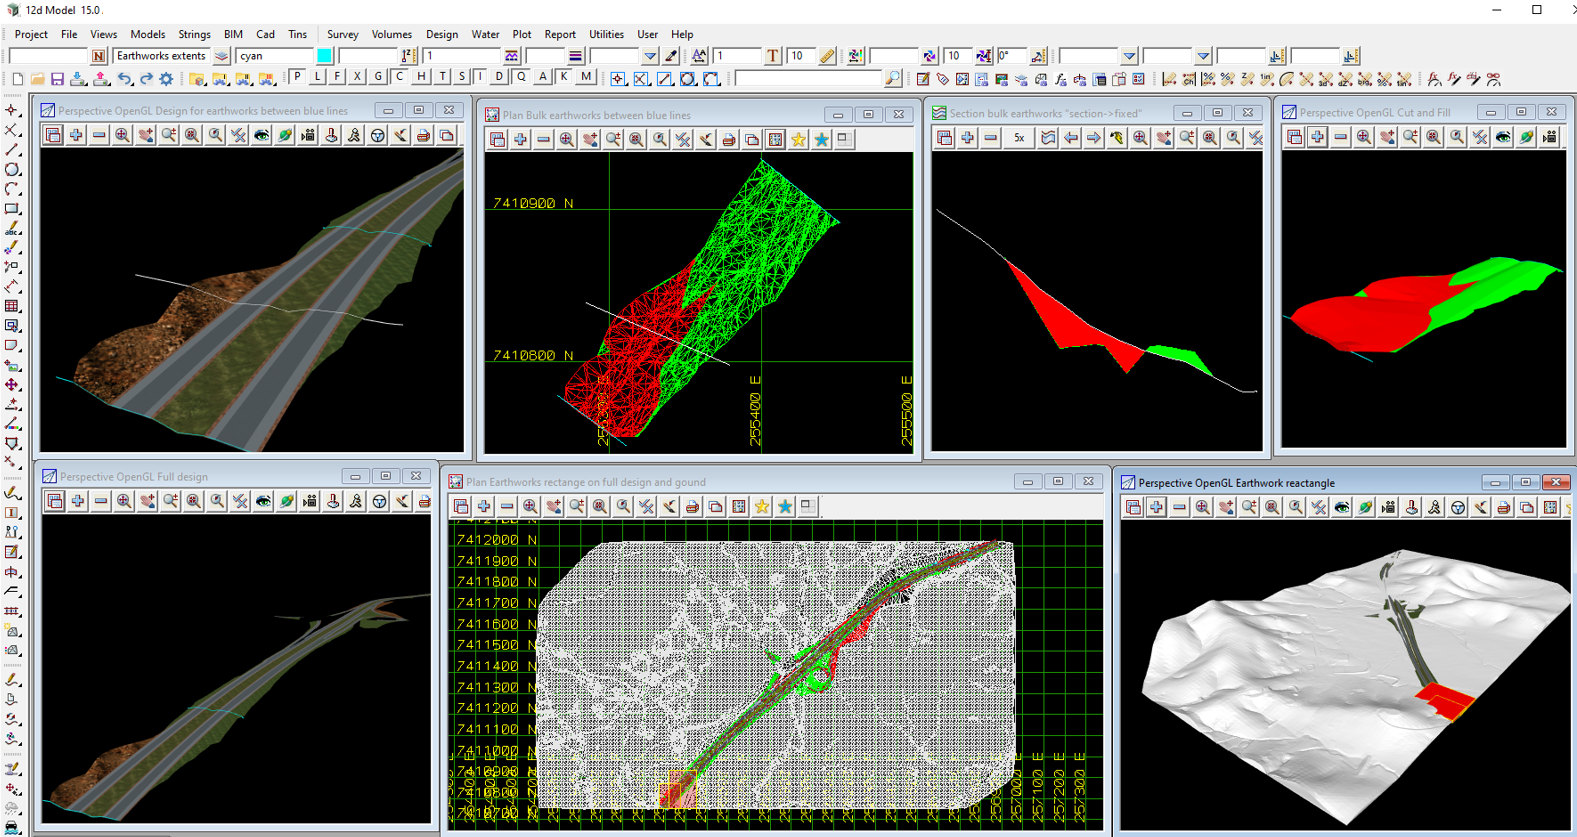 12d Model 15.0.
Project File Views Models Strings BIM Cad Tins Survey Volumes Design Water Plot Report Utilities User Help
N Earthworks extents cyan 1 1 T 10 10 0°
P L F X G C H T S I D Q A K M
Perspective OpenGL Design for earthworks between blue lines
Plan Bulk earthworks between blue lines
7410900 N
7410800 N
255400 E
255500 E
Section bulk earthworks "section->fixed"
5x
Perspective OpenGL Cut and Fill
Perspective OpenGL Full design
Plan Earthworks rectange on full design and gound
7412000 N
7411900 N
7411800 N
7411700 N
7411600 N
7411500 N
7411400 N
7411300 N
7411200 N
7411100 N
7411000 N
257000 E
257100 E
257200 E
257300 E
Perspective OpenGL Earthwork reactangle